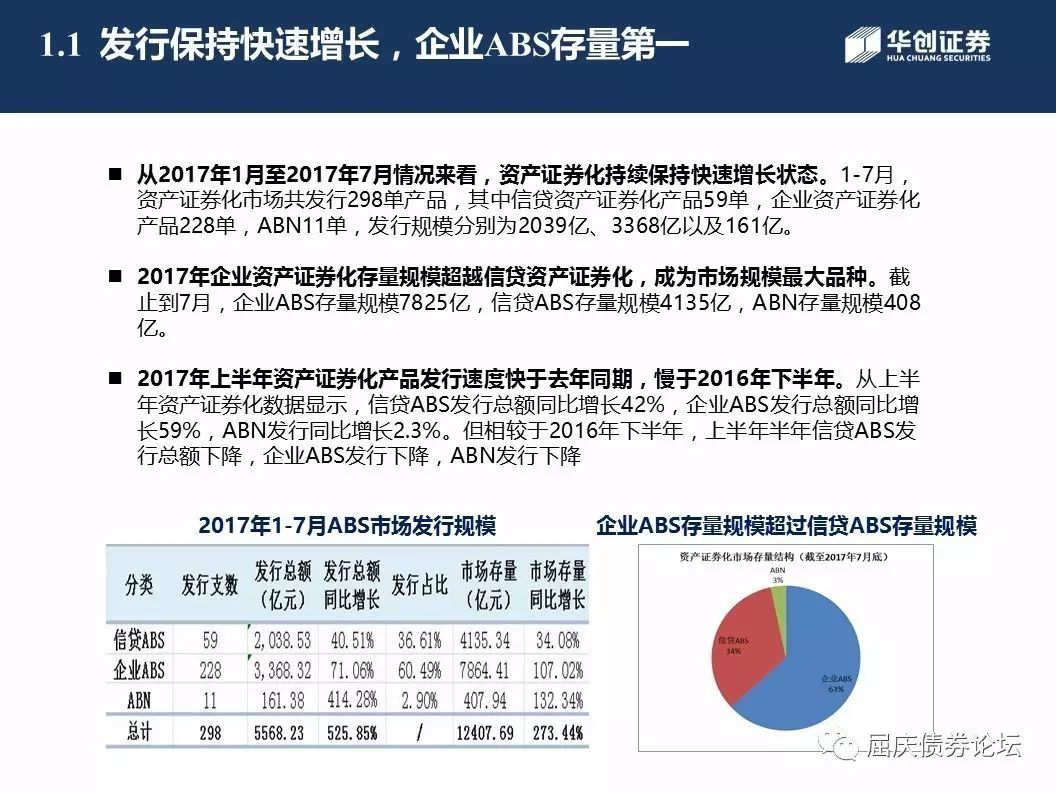 1.1 发行保持快速增长，企业ABS存量第一
华创证券
HUA CHUANG SECURITIES
■ 从2017年1月至2017年7月情况来看，资产证券化持续保持快速增长状态。1-7月，
资产证券化市场共发行298单产品，其中信贷资产证券化产品59单，企业资产证券化
产品228单，ABN11单，发行规模分别为2039亿、3368亿以及161亿。
■ 2017年企业资产证券化存量规模超越信贷资产证券化，成为市场规模最大品种。截
止到7月，企业ABS存量规模7825亿，信贷ABS存量规模4135亿，ABN存量规模408
亿。
■ 2017年上半年资产证券化产品发行速度快于去年同期，慢于2016年下半年。从上半
年资产证券化数据显示，信贷ABS发行总额同比增长42%，企业ABS发行总额同比增
长59%，ABN发行同比增长2.3%。但相较于2016年下半年，上半年半年信贷ABS发
行总额下降，企业ABS发行下降，ABN发行下降
2017年1-7月ABS市场发行规模
分类 发行支数 发行总额（亿元） 发行总额同比增长 发行占比 市场存量（亿元） 市场存量同比增长
信贷ABS 59 2,038.53 40.51% 36.61% 4135.34 34.08%
企业ABS 228 3,368.32 71.06% 60.49% 7864.41 107.02%
ABN 11 161.38 414.28% 2.90% 407.94 132.34%
总计 298 5568.23 525.85% / 12407.69 273.44%
企业ABS存量规模超过信贷ABS存量规模
资产证券化市场存量结构（截至2017年7月底）
ABN
3%
信贷ABS
34%
企业ABS
63%
屈庆债券论坛